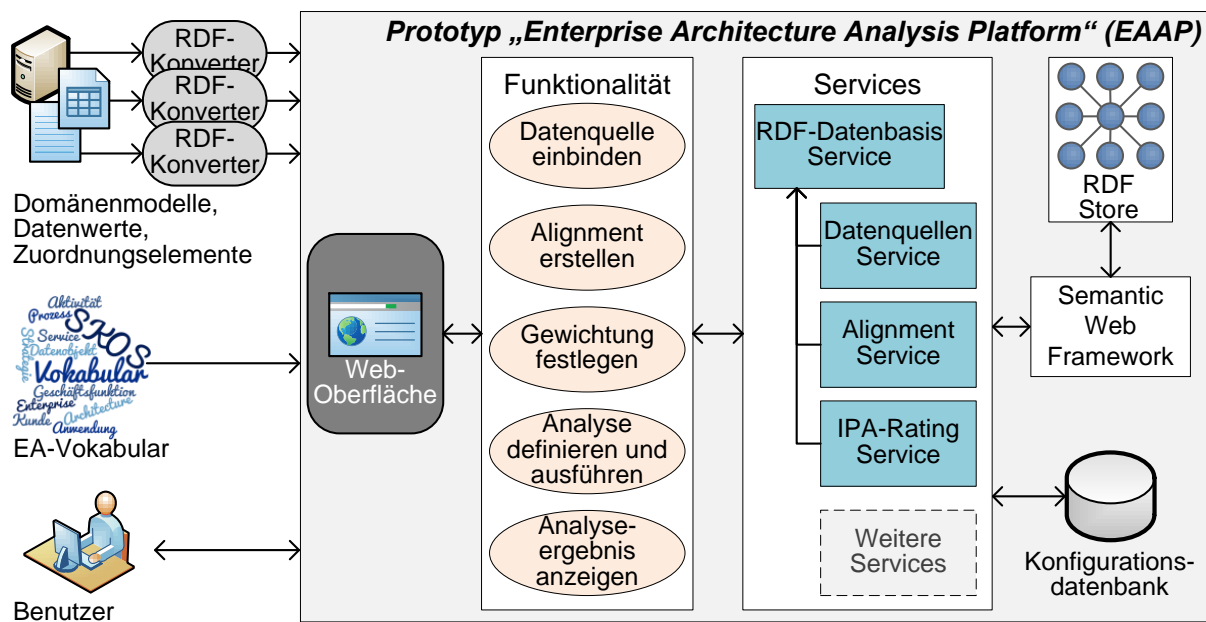 Prototyp „Enterprise Architecture Analysis Platform“ (EAAP)
RDF-
Konverter
RDF-
Konverter
RDF-
Konverter
Domänenmodelle,
Datenwerte,
Zuordnungselemente
Aktivität
Prozess
SKOS
Service
Strategie
Datenobjekt
Vokabular
Geschäftsfunktion
Enterprise
Architecture
Kunde
Anwendung
EA-Vokabular
Benutzer
Web-
Oberfläche
Funktionalität
Datenquelle
einbinden
Alignment
erstellen
Gewichtung
festlegen
Analyse
definieren und
ausführen
Analyse-
ergebnis
anzeigen
Services
RDF-Datenbasis
Service
Datenquellen
Service
Alignment
Service
IPA-Rating
Service
Weitere
Services
RDF
Store
Semantic
Web
Framework
Konfigurations-
datenbank